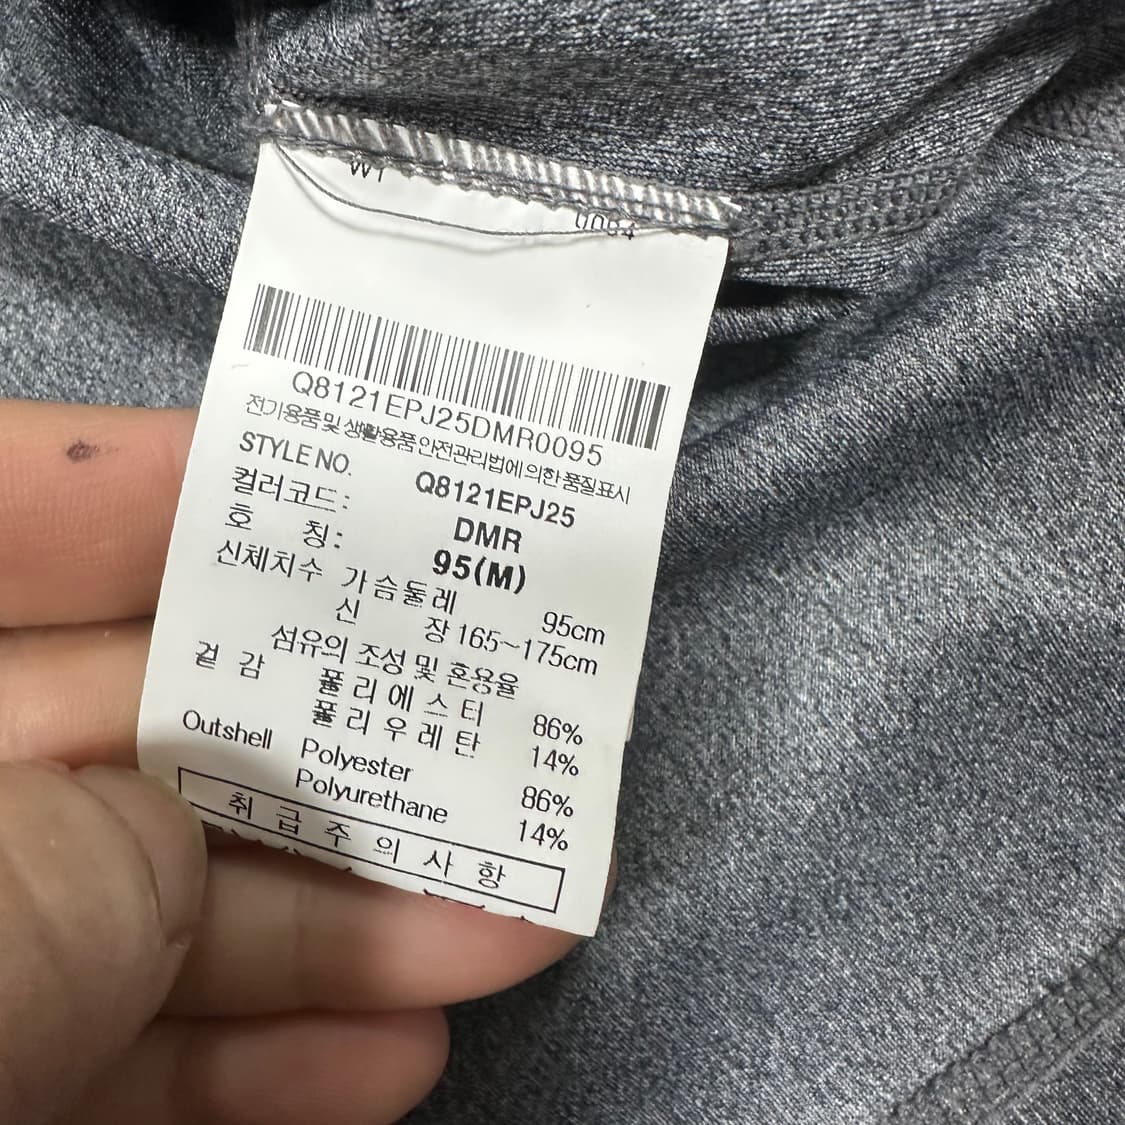 W1
0084
Q8121EPJ25DMR0095
전기용품 및 생활용품 안전관리법에 의한 품질표시
STYLE NO. Q8121EPJ25
컬러코드: DMR
호 칭: 95(M)
신체치수 가슴둘레 95cm
신 장 165~175cm
섬유의 조성 및 혼용율
겉 감 폴리에스터 86%
폴리우레탄 14%
Outshell Polyester 86%
Polyurethane 14%
취급주의사항